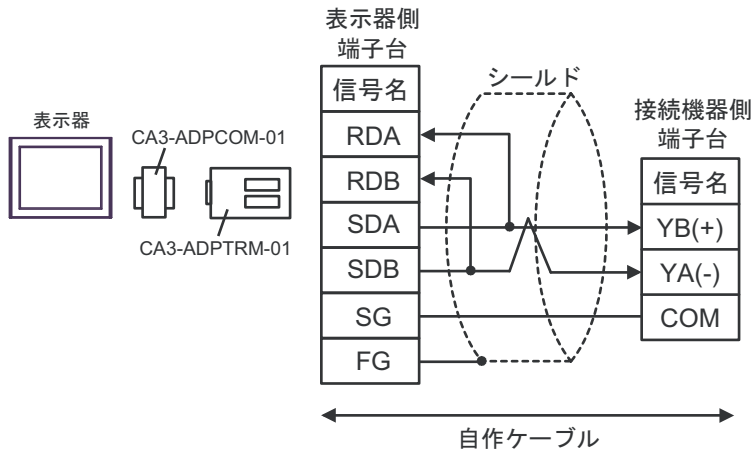 表示器側
端子台
信号名
RDA
RDB
SDA
SDB
SG
FG
シールド
接続機器側
端子台
信号名
YB(+)
YA(-)
COM
表示器
CA3-ADPCOM-01
CA3-ADPTRM-01
自作ケーブル